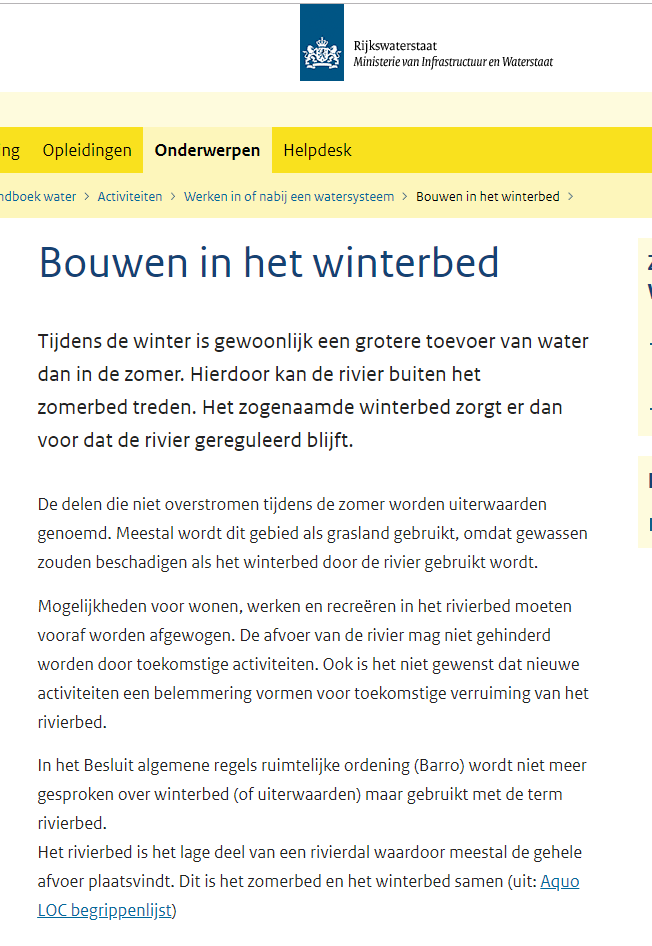 Rijkswaterstaat
Ministerie van Infrastructuur en Waterstaat
ng Opleidingen Onderwerpen Helpdesk
ndboek water > Activiteiten > Werken in of nabij een watersysteem > Bouwen in het winterbed >
Bouwen in het winterbed
Tijdens de winter is gewoonlijk een grotere toevoer van water
dan in de zomer. Hierdoor kan de rivier buiten het
zomerbed treden. Het zogenaamde winterbed zorgt er dan
voor dat de rivier gereguleerd blijft.
De delen die niet overstromen tijdens de zomer worden uiterwaarden
genoemd. Meestal wordt dit gebied als grasland gebruikt, omdat gewassen
zouden beschadigen als het winterbed door de rivier gebruikt wordt.
Mogelijkheden voor wonen, werken en recreëren in het rivierbed moeten
vooraf worden afgewogen. De afvoer van de rivier mag niet gehinderd
worden door toekomstige activiteiten. Ook is het niet gewenst dat nieuwe
activiteiten een belemmering vormen voor toekomstige verruiming van het
rivierbed.
In het Besluit algemene regels ruimtelijke ordening (Barro) wordt niet meer
gesproken over winterbed (of uiterwaarden) maar gebruikt met de term
rivierbed.
Het rivierbed is het lage deel van een rivierdal waardoor meestal de gehele
afvoer plaatsvindt. Dit is het zomerbed en het winterbed samen (uit: Aquo
LOC begrippenlijst)